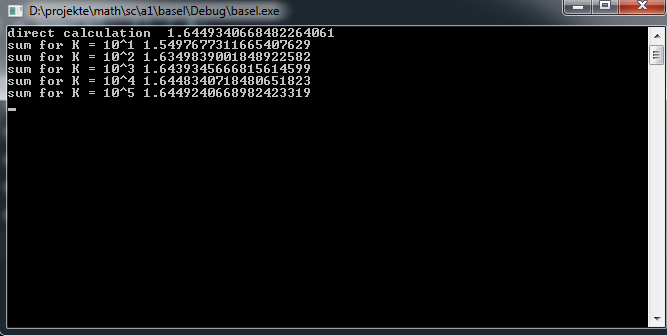 D:\projekte\math\sc\a1\basel\Debug\basel.exe
direct calculation  1.6449340668482264061
sum for K = 10^1 1.5497677311665407629
sum for K = 10^2 1.6349839001848922582
sum for K = 10^3 1.6439345666815614599
sum for K = 10^4 1.6448340718480651823
sum for K = 10^5 1.6449240668982423319